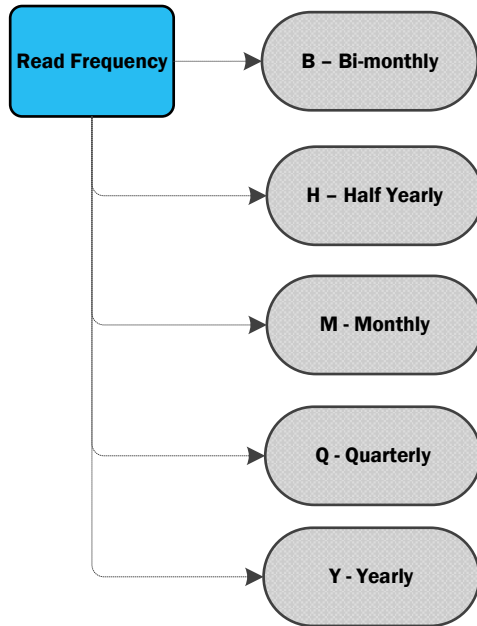 Read Frequency
B – Bi-monthly
H – Half Yearly
M - Monthly
Q - Quarterly
Y - Yearly